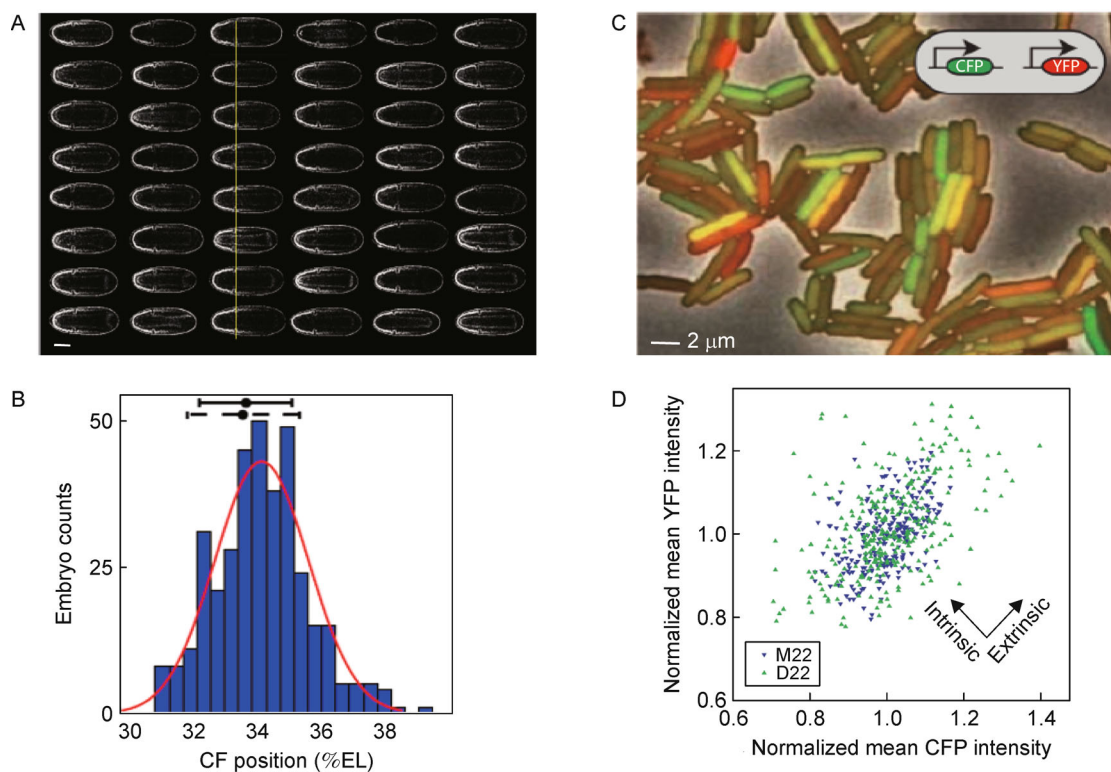 A
B
50
25
0
Embryo counts
30 32 34 36 38
CF position (%EL)
C
CFP YFP
2 μm
D
1.2
1.0
0.8
0.6
Normalized mean YFP intensity
Intrinsic
Extrinsic
M22
D22
0.6 0.8 1.0 1.2 1.4
Normalized mean CFP intensity